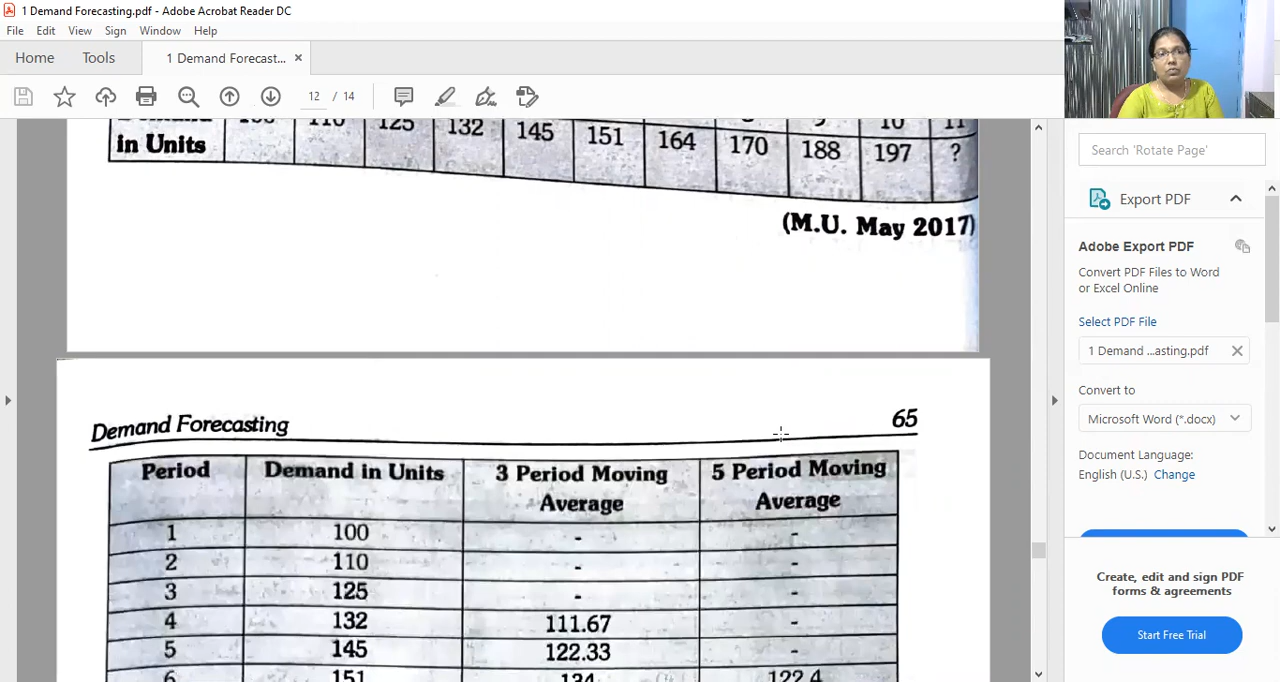 1 Demand Forecasting.pdf - Adobe Acrobat Reader DC
File Edit View Sign Window Help
Home Tools 1 Demand Forecast... ×
12 / 14
in Units 110 125 132 145 151 164 170 188 197 ?
9 10 11
(M.U. May 2017)
Demand Forecasting 65
Period Demand in Units 3 Period Moving Average 5 Period Moving Average
1 100 - -
2 110 - -
3 125 - -
4 132 111.67 -
5 145 122.33 -
6 151 134 122.4
Search 'Rotate Page'
Export PDF
Adobe Export PDF
Convert PDF Files to Word
or Excel Online
Select PDF File
1 Demand ...asting.pdf
Convert to
Microsoft Word (*.docx)
Document Language:
English (U.S.) Change
Create, edit and sign PDF
forms & agreements
Start Free Trial